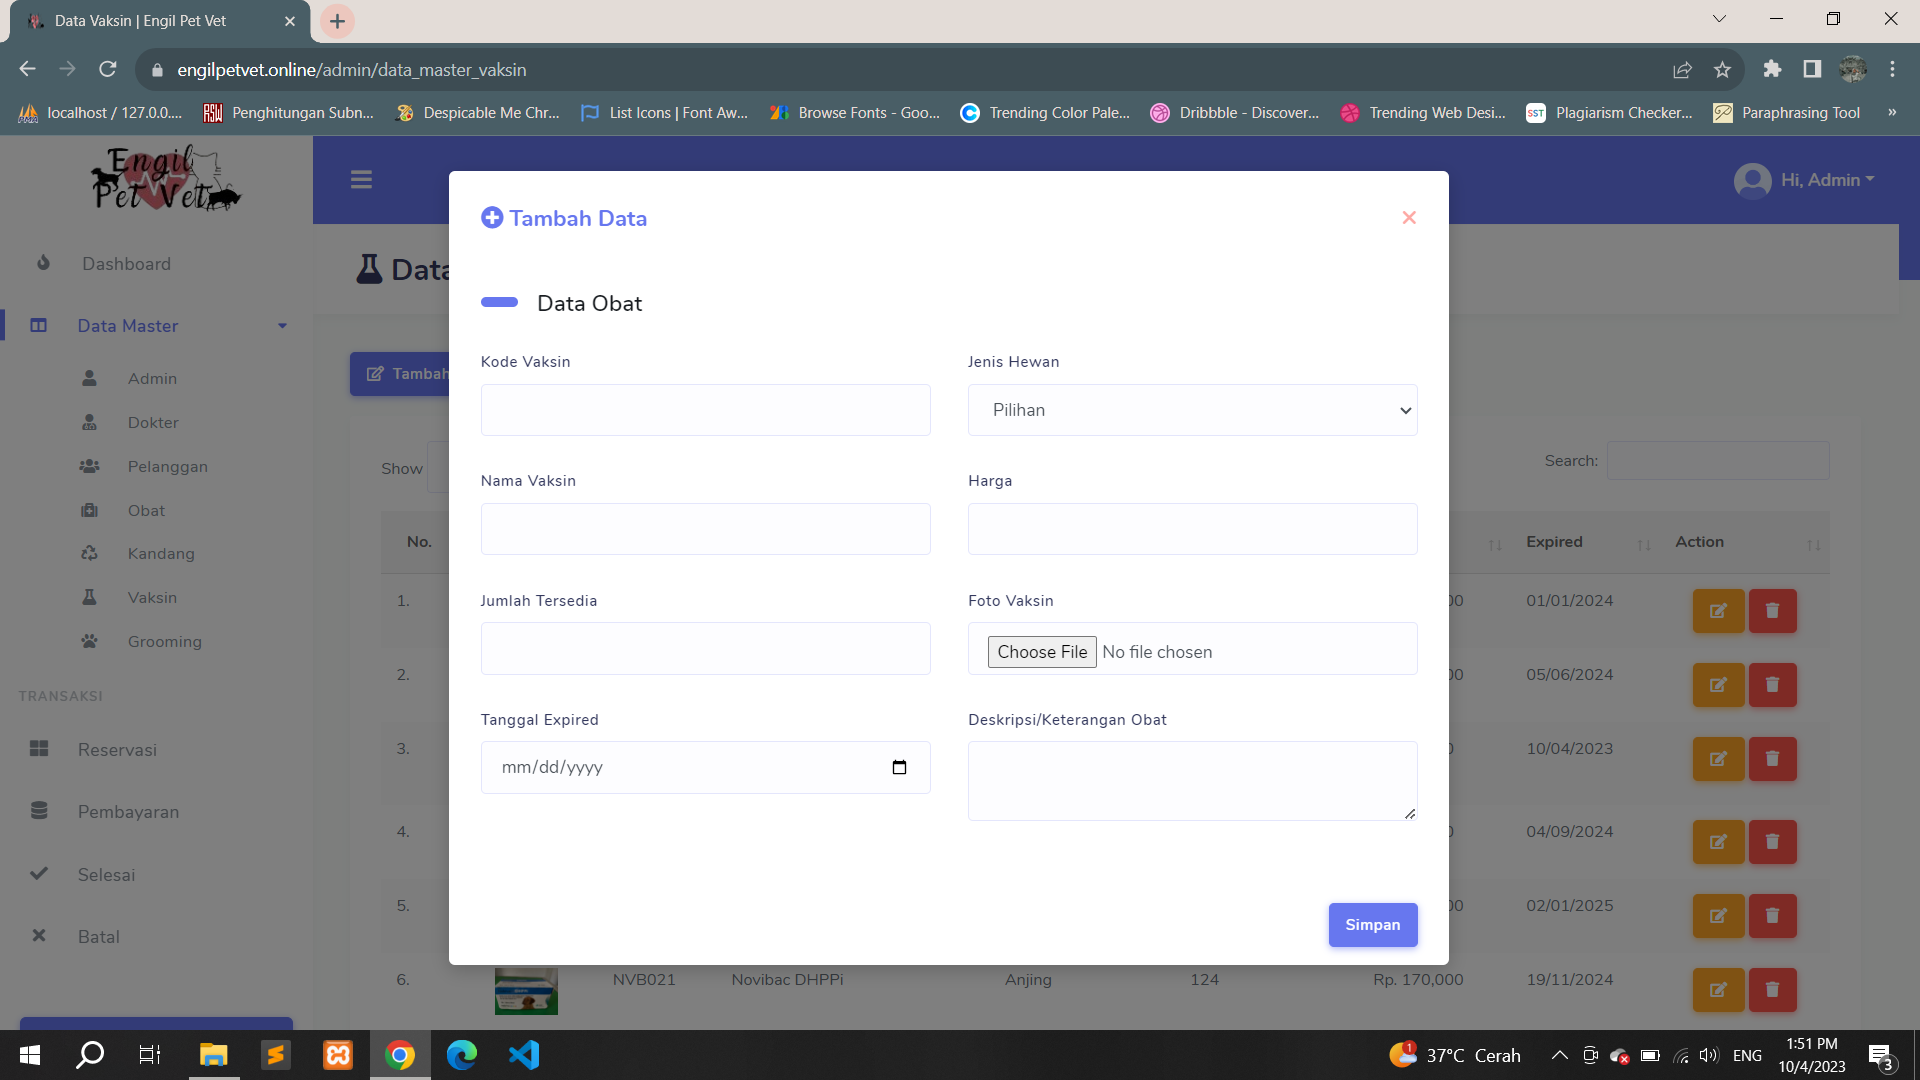 Data Vaksin | Engil Pet Vet
engilpetvet.online/admin/data_master_vaksin
localhost / 127.0.0....
RSW
Penghitungan Subn...
Despicable Me Chr...
List Icons | Font Aw...
Browse Fonts - Goo...
Trending Color Pale...
Dribbble - Discover...
Trending Web Desi...
SST
Plagiarism Checker...
Paraphrasing Tool
»
Engil
Pet Vet
Hi, Admin
Dashboard
Data Master
Admin
Dokter
Pelanggan
Obat
Kandang
Vaksin
Grooming
TRANSAKSI
Reservasi
Pembayaran
Selesai
Batal
Data
Tambah
Show
Search:
No.
Expired
Action
1.
00
01/01/2024
2.
00
05/06/2024
3.
10/04/2023
4.
04/09/2024
5.
00
02/01/2025
6.
NVB021
Novibac DHPPi
Anjing
124
Rp. 170,000
19/11/2024
Tambah Data
×
Data Obat
Kode Vaksin
Jenis Hewan
Pilihan
Nama Vaksin
Harga
Jumlah Tersedia
Foto Vaksin
Choose File No file chosen
Tanggal Expired
mm/dd/yyyy
Deskripsi/Keterangan Obat
Simpan
1
37°C Cerah
ENG
1:51 PM
10/4/2023
3